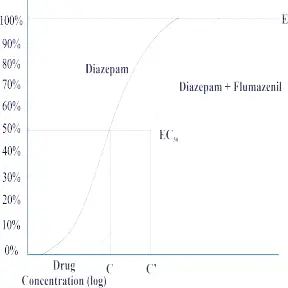 100%
E
90%
80%
Diazepam
70%
Diazepam + Flumazenil
60%
50%
EC50
40%
30%
20%
10%
0%
Drug
Concentration (log)
C
C'